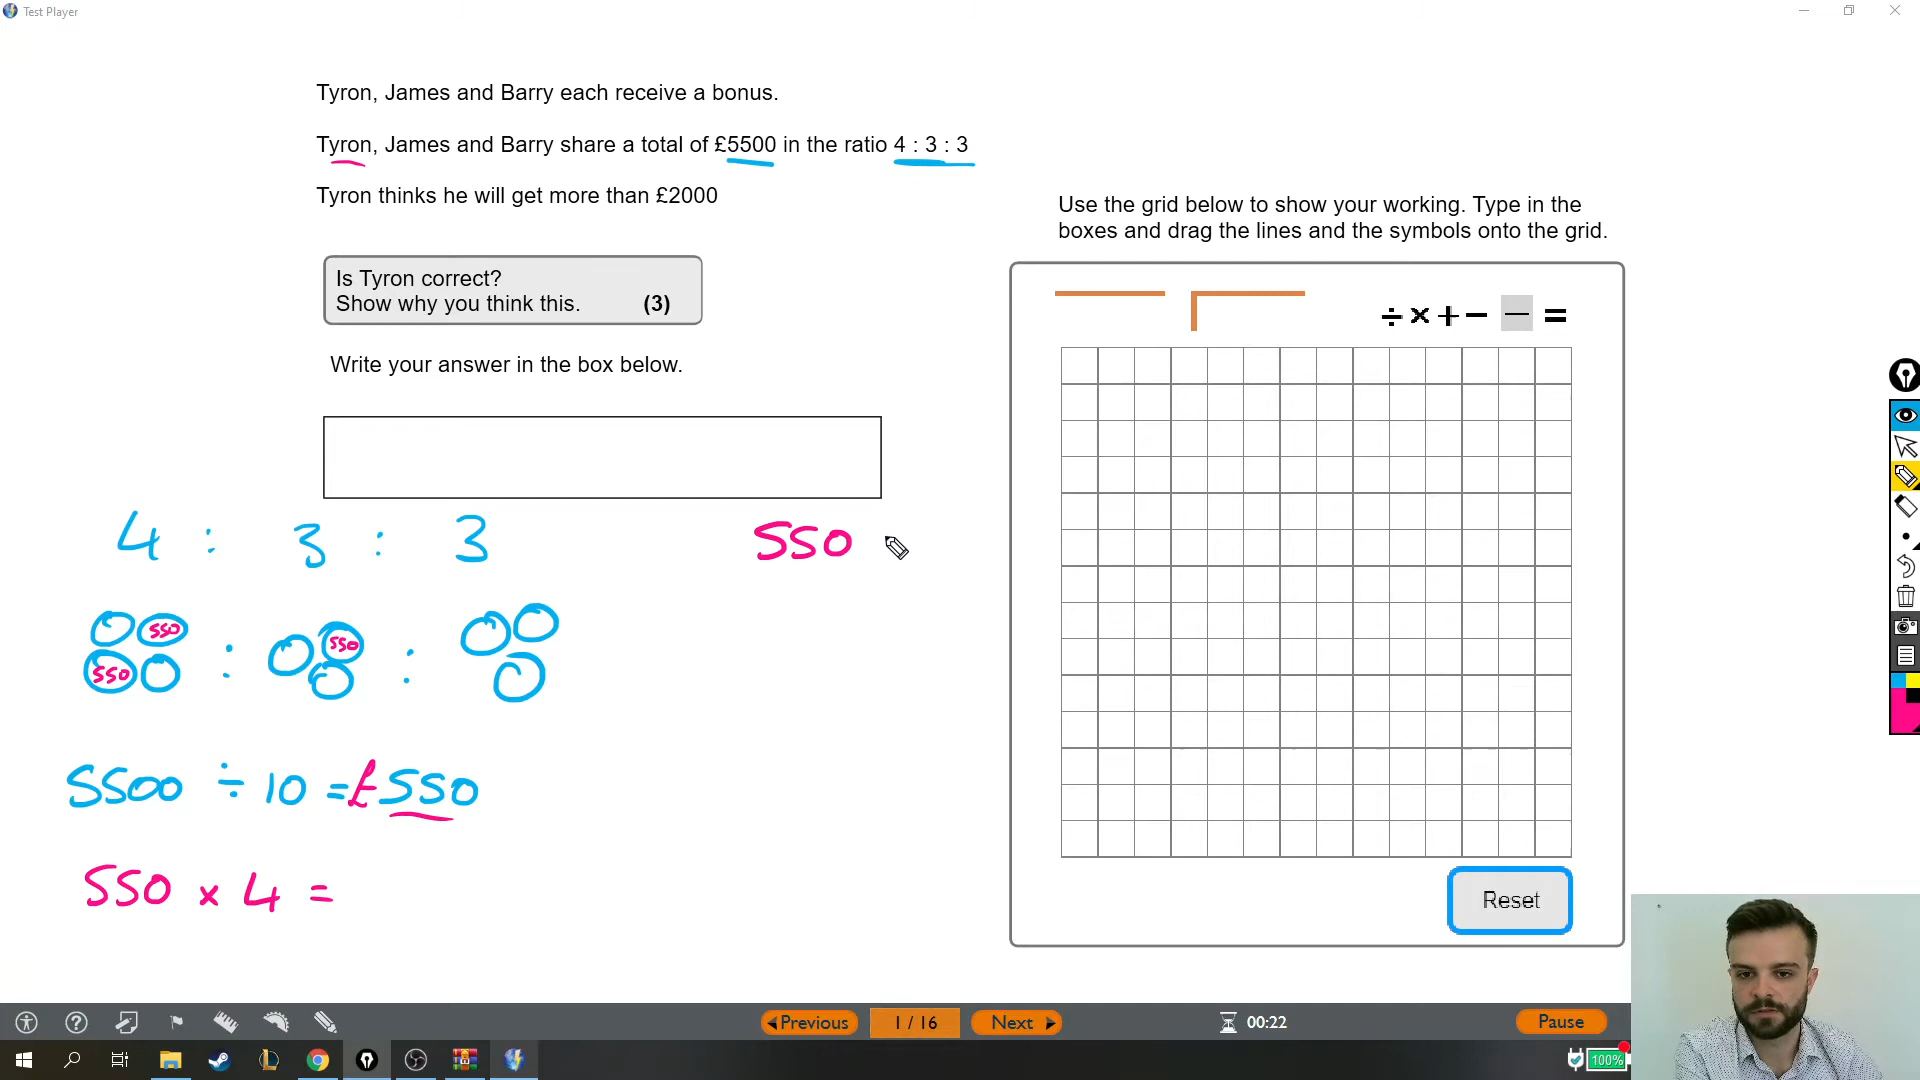 Test Player
Tyron, James and Barry each receive a bonus.
Tyron, James and Barry share a total of £5500 in the ratio 4 : 3 : 3
Tyron thinks he will get more than £2000
Is Tyron correct?
Show why you think this. (3)
Write your answer in the box below.
Use the grid below to show your working. Type in the
boxes and drag the lines and the symbols onto the grid.
÷ × + − — =
4 : 3 : 3
550
550 : 550 :
550
5500 ÷ 10 = £550
550 × 4 =
Reset
Previous 1 / 16 Next 00:22 Pause
100%